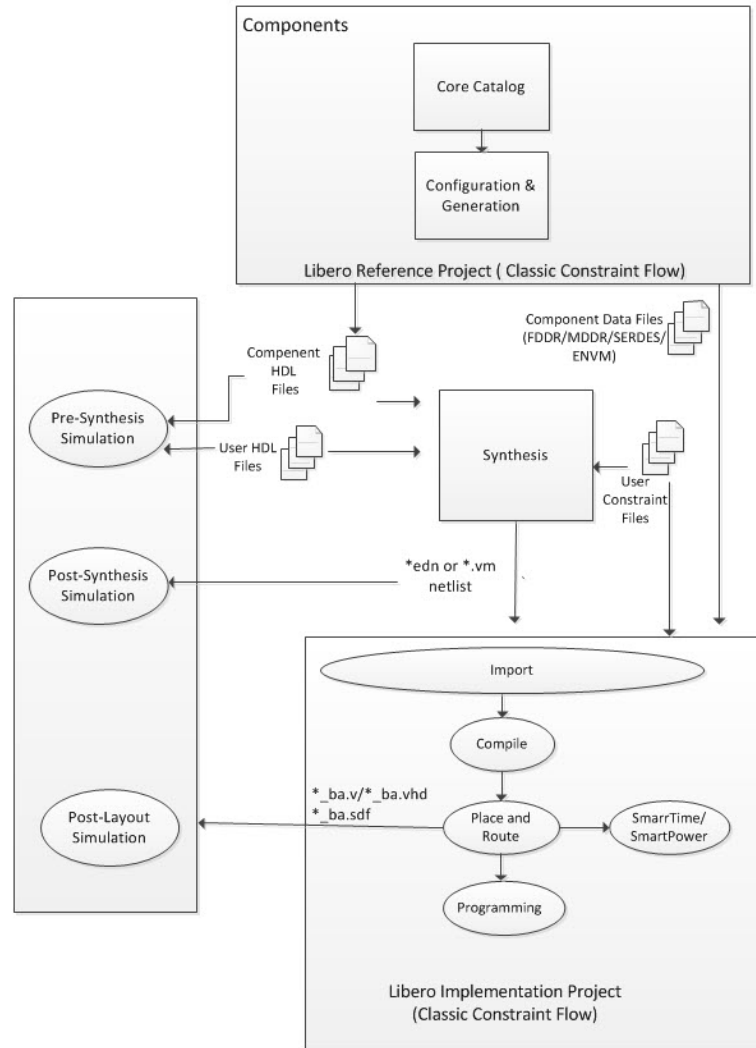 Components
Core Catalog
Configuration &
Generation
Libero Reference Project ( Classic Constraint Flow)
Component Data Files
(FDDR/MDDR/SERDES/
ENVM)
Compenent
HDL
Files
Pre-Synthesis
Simulation
User HDL
Files
Synthesis
User
Constraint
Files
Post-Synthesis
Simulation
*edn or *.vm
netlist
Import
Compile
*_ba.v/*_ba.vhd
*_ba.sdf
Post-Layout
Simulation
Place and
Route
SmarrTime/
SmartPower
Programming
Libero Implementation Project
(Classic Constraint Flow)